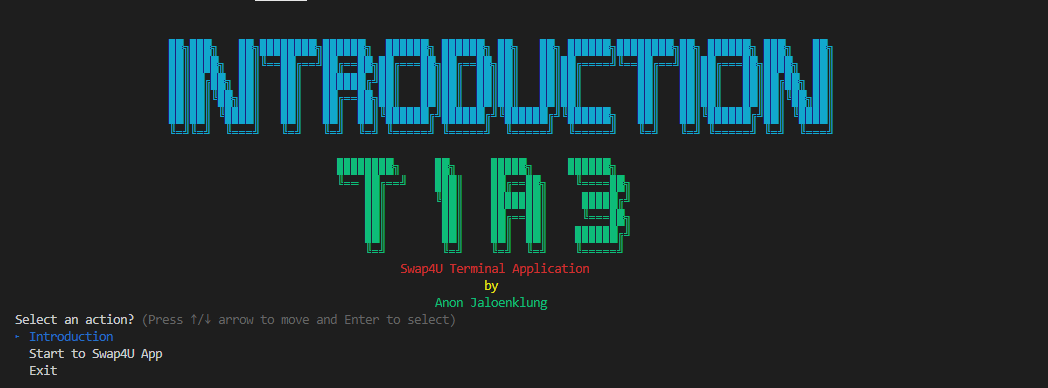 INTRODUCTION
T1A3
Swap4U Terminal Application
by
Anon Jaloenklung
Select an action? (Press ↑/↓ arrow to move and Enter to select)
‣ Introduction
Start to Swap4U App
Exit